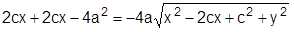 2cx + 2cx – 4a² = –4a√(x² – 2cx + c² + y²)